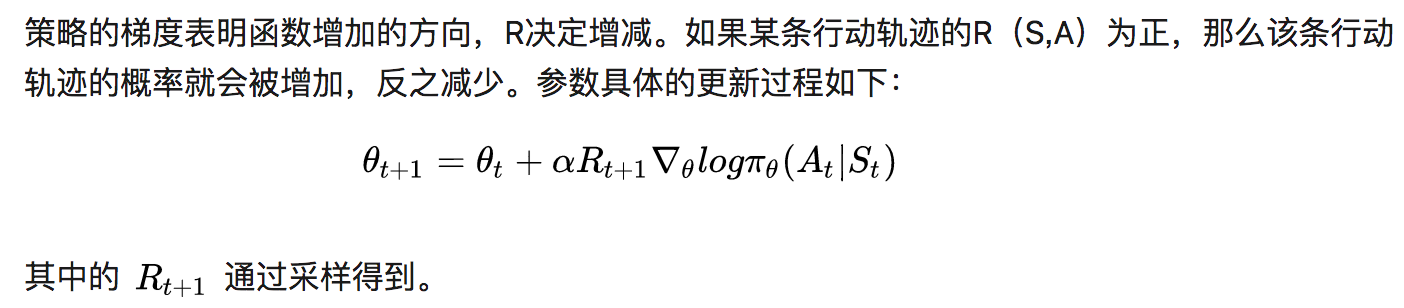 策略的梯度表明函数增加的方向，R决定增减。如果某条行动轨迹的R（S,A）为正，那么该条行动
轨迹的概率就会被增加，反之减少。参数具体的更新过程如下：
θ_{t+1} = θ_t + αR_{t+1}∇_θ logπ_θ(A_t|S_t)
其中的 R_{t+1} 通过采样得到。